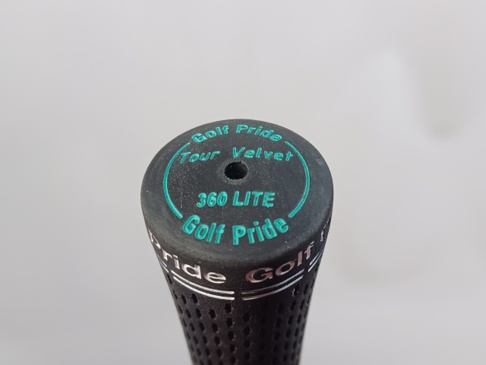 Golf Pride
Tour Velvet
360 LITE
Golf Pride
Pride Golf